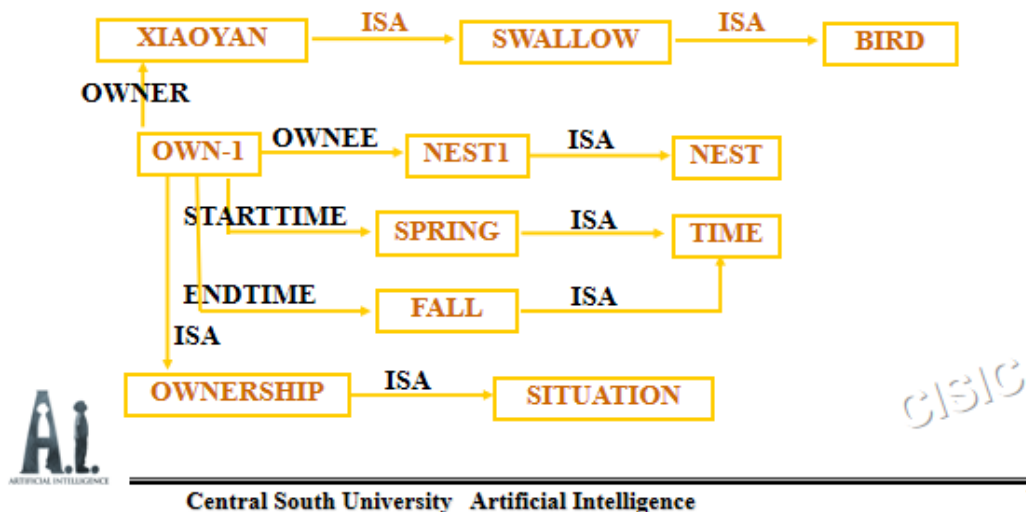 XIAOYAN ISA SWALLOW ISA BIRD
OWNER
OWN-1 OWNEE NEST1 ISA NEST
STARTTIME SPRING ISA TIME
ENDTIME FALL ISA
ISA
OWNERSHIP ISA SITUATION
CISIC
A.I.
ARTIFICIAL INTELLIGENCE
Central South University Artificial Intelligence